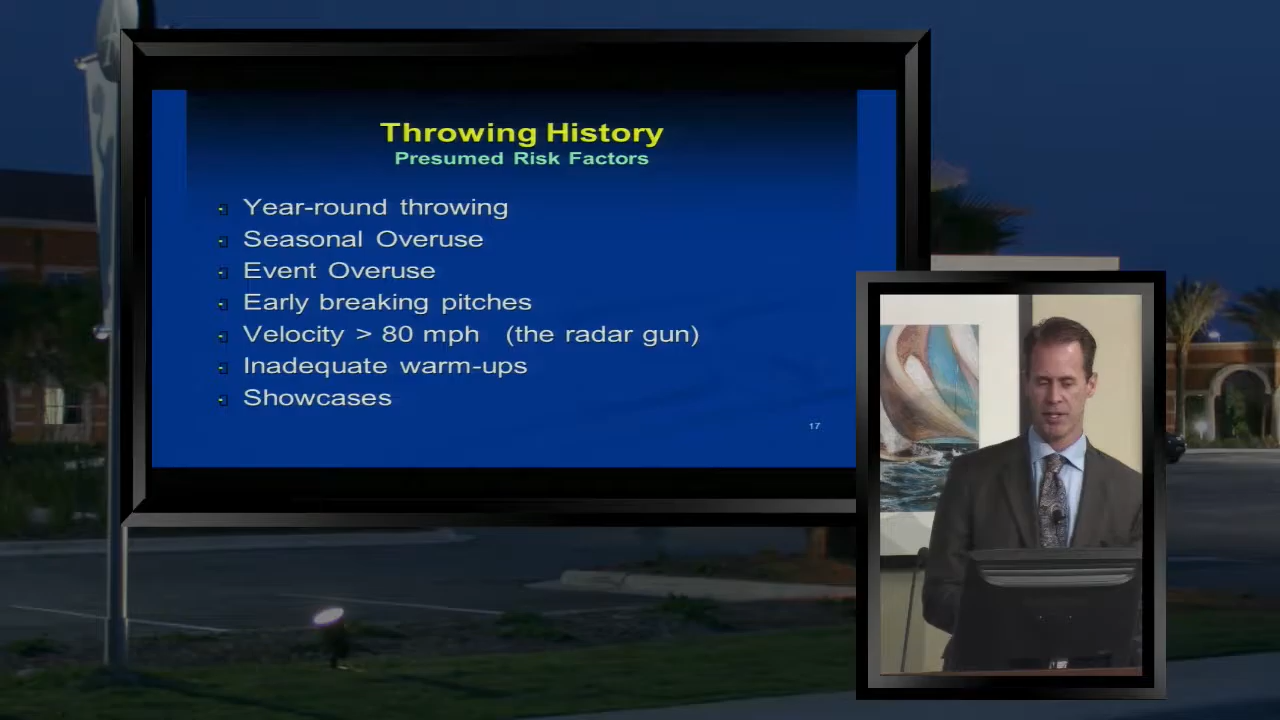 Throwing History
Presumed Risk Factors
Year-round throwing
Seasonal Overuse
Event Overuse
Early breaking pitches
Velocity > 80 mph (the radar gun)
Inadequate warm-ups
Showcases
17